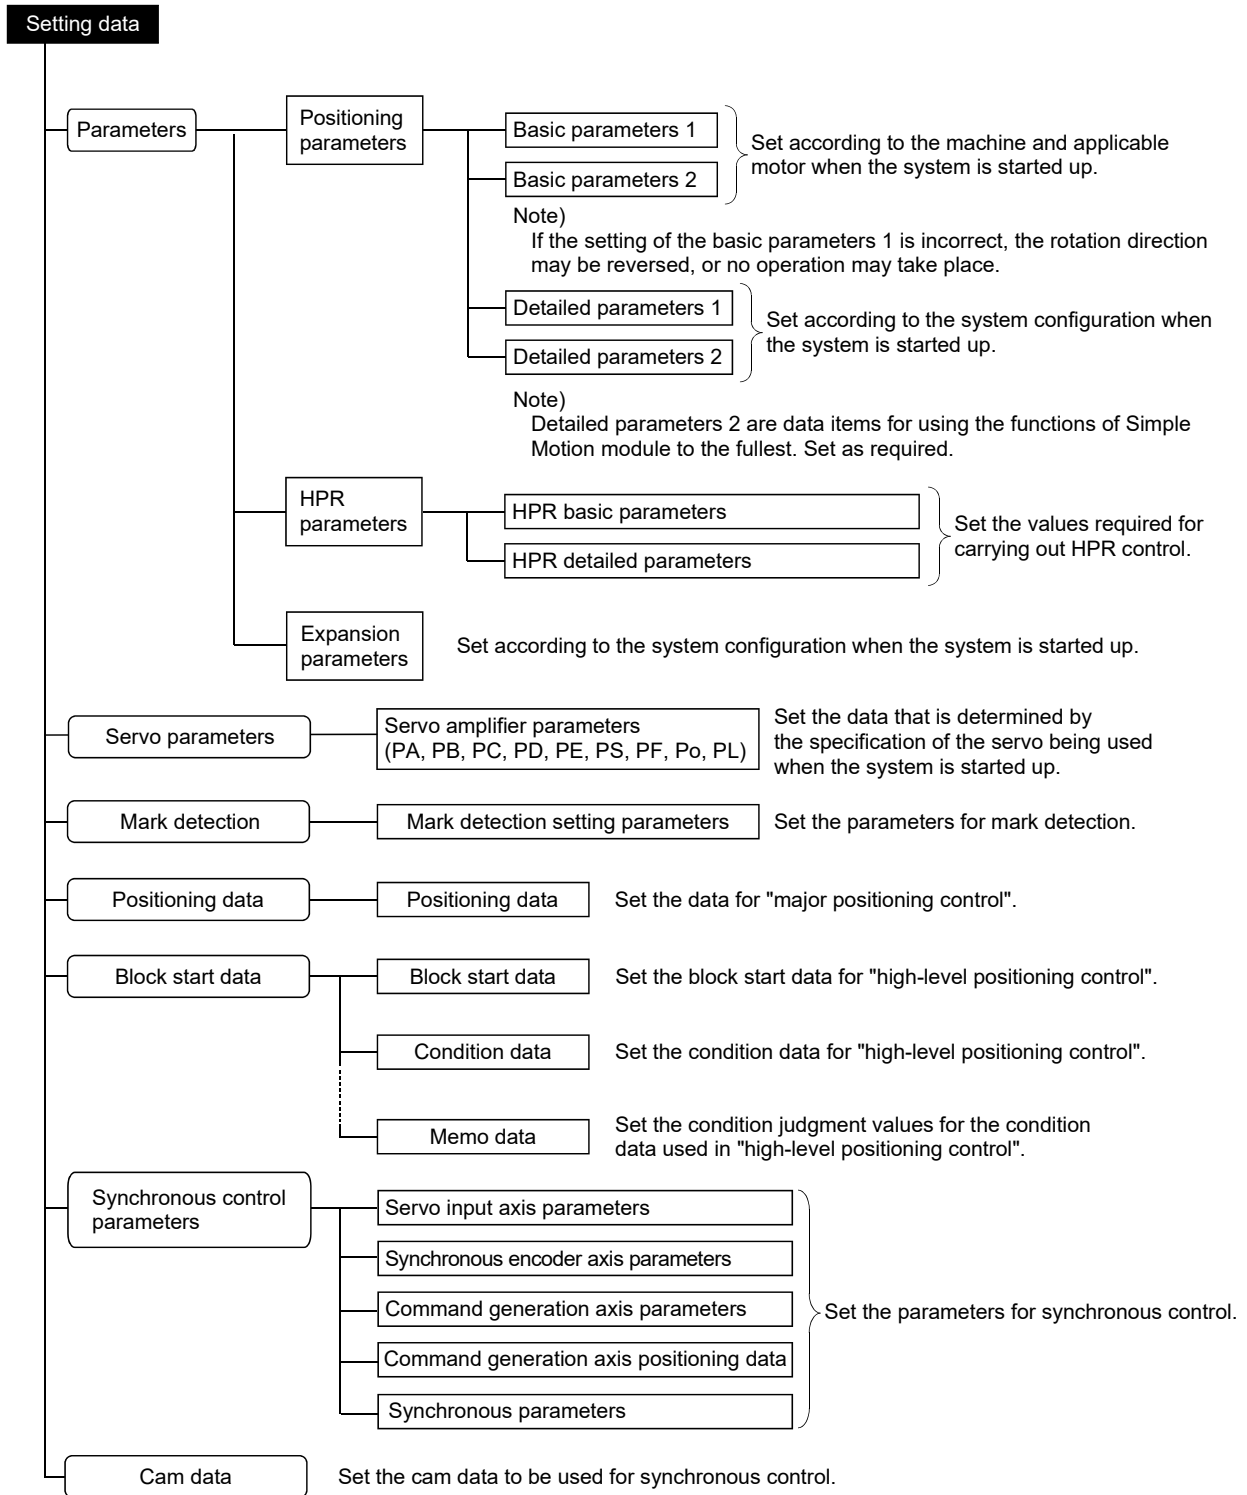 Setting data
Parameters
Positioning
parameters
Basic parameters 1
Basic parameters 2
Set according to the machine and applicable
motor when the system is started up.
Note)
If the setting of the basic parameters 1 is incorrect, the rotation direction
may be reversed, or no operation may take place.
Detailed parameters 1
Detailed parameters 2
Set according to the system configuration when
the system is started up.
Note)
Detailed parameters 2 are data items for using the functions of Simple
Motion module to the fullest. Set as required.
HPR
parameters
HPR basic parameters
HPR detailed parameters
Set the values required for
carrying out HPR control.
Expansion
parameters
Set according to the system configuration when the system is started up.
Servo parameters
Servo amplifier parameters
(PA, PB, PC, PD, PE, PS, PF, Po, PL)
Set the data that is determined by
the specification of the servo being used
when the system is started up.
Mark detection
Mark detection setting parameters
Set the parameters for mark detection.
Positioning data
Positioning data
Set the data for "major positioning control".
Block start data
Block start data
Set the block start data for "high-level positioning control".
Condition data
Set the condition data for "high-level positioning control".
Memo data
Set the condition judgment values for the condition
data used in "high-level positioning control".
Synchronous control
parameters
Servo input axis parameters
Synchronous encoder axis parameters
Command generation axis parameters
Command generation axis positioning data
Synchronous parameters
Set the parameters for synchronous control.
Cam data
Set the cam data to be used for synchronous control.